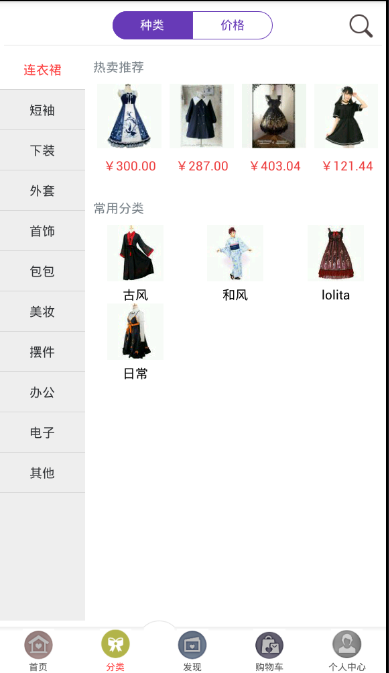 种类 价格
连衣裙
短袖
下装
外套
首饰
包包
美妆
摆件
办公
电子
其他
热卖推荐
￥300.00 ￥287.00 ￥403.04 ￥121.44
常用分类
古风 和风 lolita
日常
首页 分类 发现 购物车 个人中心